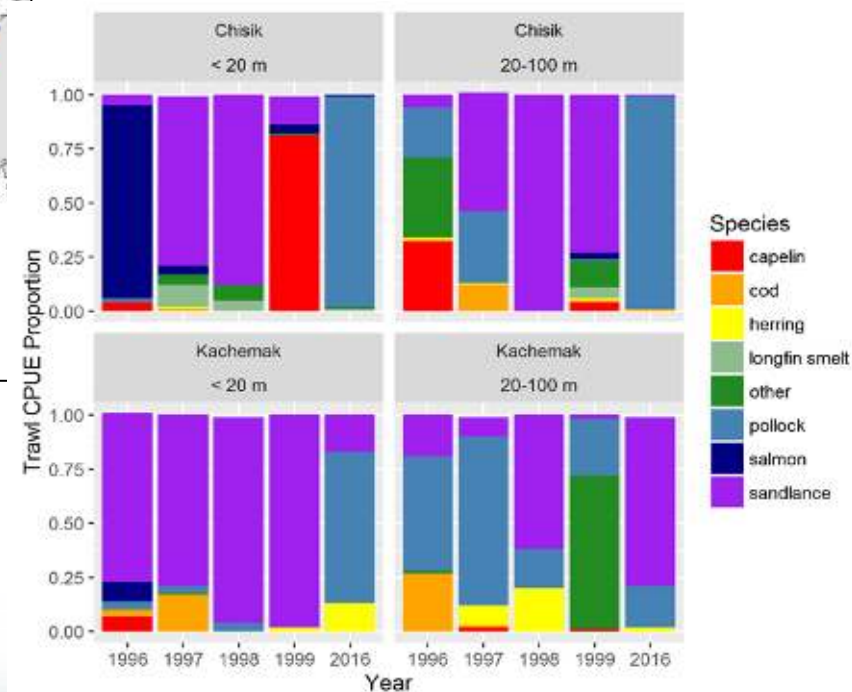 Chisik
< 20 m
Chisik
20-100 m
1.00
0.75
0.50
0.25
0.00
Kachemak
< 20 m
Kachemak
20-100 m
1.00
0.75
0.50
0.25
0.00
Trawl CPUE Proportion
1996 1997 1998 1999 2016
1996 1997 1998 1999 2016
Year
Species
capelin
cod
herring
longfin smelt
other
pollock
salmon
sandlance